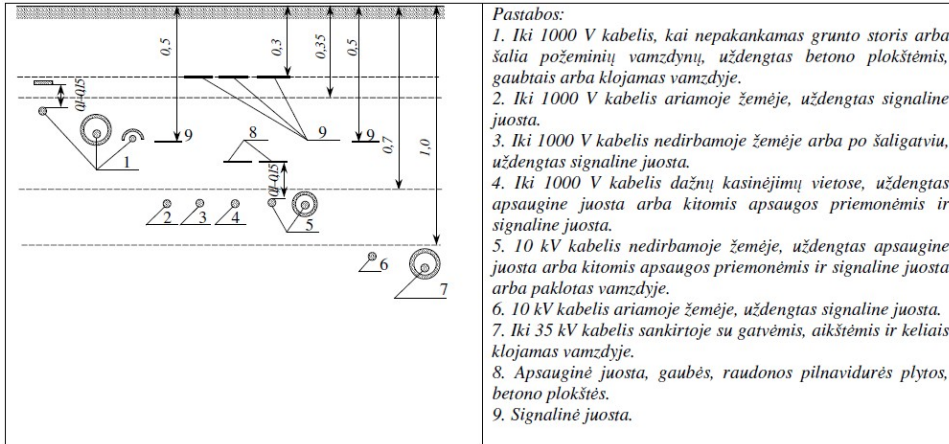 0,5
0,3
0,35
0,5
0,7
1,0
0,1-0,15
1
9
8
9
9
0,1-0,15
2
3
4
5
6
7
Pastabos:
1. Iki 1000 V kabelis, kai nepakankamas grunto storis arba
šalia požeminių vamzdynų, uždengtas betono plokštėmis,
gaubtais arba klojamas vamzdyje.
2. Iki 1000 V kabelis ariamoje žemėje, uždengtas signaline
juosta.
3. Iki 1000 V kabelis nedirbamoje žemėje arba po šaligatviu,
uždengtas signaline juosta.
4. Iki 1000 V kabelis dažnų kasinėjimų vietose, uždengtas
apsaugine juosta arba kitomis apsaugos priemonėmis ir
signaline juosta.
5. 10 kV kabelis nedirbamoje žemėje, uždengtas apsaugine
juosta arba kitomis apsaugos priemonėmis ir signaline juosta
arba paklotas vamzdyje.
6. 10 kV kabelis ariamoje žemėje, uždengtas signaline juosta.
7. Iki 35 kV kabelis sankirtoje su gatvėmis, aikštėmis ir keliais
klojamas vamzdyje.
8. Apsauginė juosta, gaubės, raudonos pilnavidurės plytos,
betono plokštės.
9. Signalinė juosta.